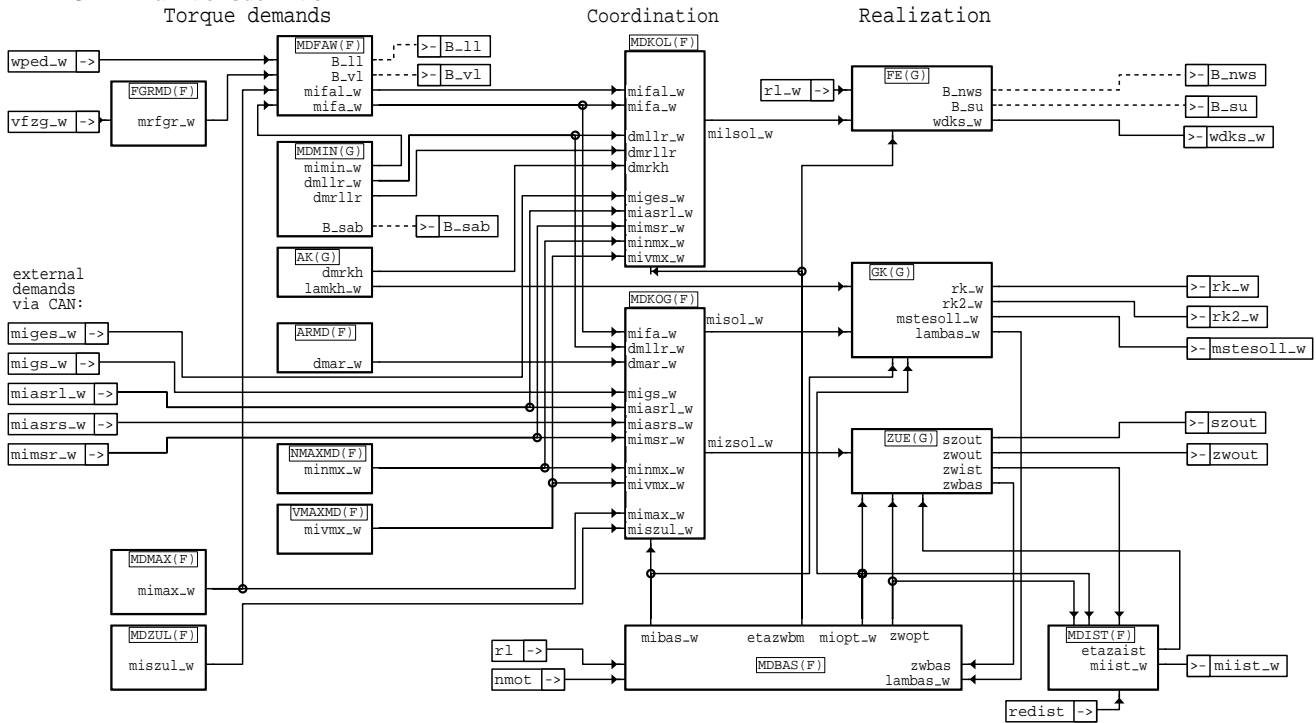 Torque demands
Coordination
Realization
wped_w ->
vfzg_w ->
FGRMD(F)
mrfgr_w
MDFAW(F)
B_ll
B_vl
mifal_w
mifa_w
>- B_ll
>- B_vl
MDMIN(G)
mimin_w
dmllr_w
dmrllr
B_sab
>- B_sab
AK(G)
dmrkh
lamkh_w
ARMD(F)
dmar_w
external
demands
via CAN:
miges_w ->
migs_w ->
miasrl_w ->
miasrs_w ->
mimsr_w ->
NMAXMD(F)
minmx_w
VMAXMD(F)
mivmx_w
MDMAX(F)
mimax_w
MDZUL(F)
miszul_w
MDKOL(F)
mifal_w
mifa_w
dmllr_w
dmrllr
dmrkh
miges_w
miasrl_w
mimsr_w
minmx_w
mivmx_w
milsol_w
MDKOG(F)
mifa_w
dmllr_w
dmar_w
migs_w
miasrl_w
miasrs_w
mimsr_w
minmx_w
mivmx_w
mimax_w
miszul_w
misol_w
mizsol_w
rl_w ->
FE(G)
B_nws
B_su
wdks_w
>- B_nws
>- B_su
>- wdks_w
GK(G)
rk_w
rk2_w
mstesoll_w
lambas_w
>- rk_w
>- rk2_w
>- mstesoll_w
ZUE(G)
szout
zwout
zwist
zwbas
>- szout
>- zwout
rl ->
nmot ->
mibas_w
etazwbm
miopt_w
zwopt
MDBAS(F)
zwbas
lambas_w
MDIST(F)
etazaist
miist_w
>- miist_w
redist ->